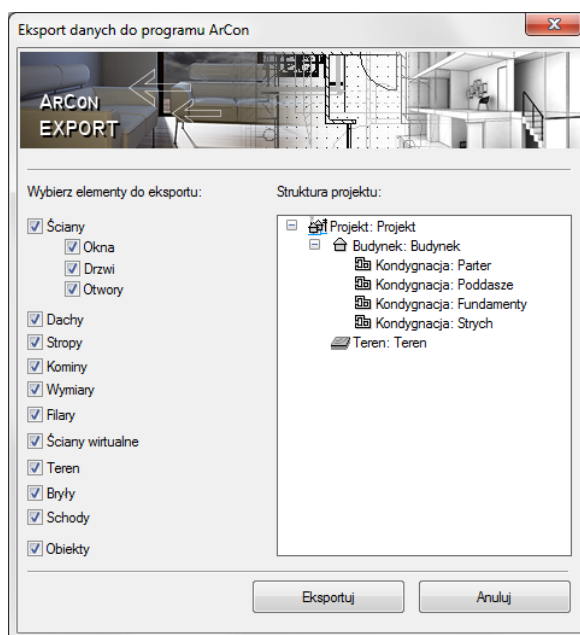 Eksport danych do programu ArCon
ARCON
EXPORT
Wybierz elementy do eksportu:
Ściany
Okna
Drzwi
Otwory
Dachy
Stropy
Kominy
Wymiary
Filary
Ściany wirtualne
Teren
Bryły
Schody
Obiekty
Struktura projektu:
Projekt: Projekt
Budynek: Budynek
Kondygnacja: Parter
Kondygnacja: Poddasze
Kondygnacja: Fundamenty
Kondygnacja: Strych
Teren: Teren
Eksportuj
Anuluj